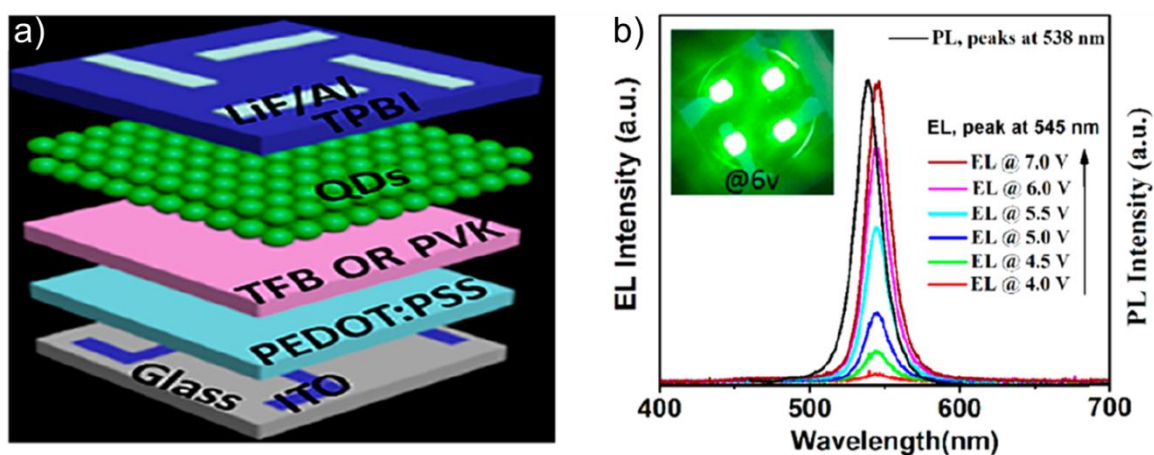 a)
LiF/Al
TPBI
QDs
TFB OR PVK
PEDOT:PSS
Glass
ITO
b)
PL, peaks at 538 nm
EL, peak at 545 nm
EL @ 7.0 V
EL @ 6.0 V
EL @ 5.5 V
EL @ 5.0 V
EL @ 4.5 V
EL @ 4.0 V
@6v
EL Intensity (a.u.)
PL Intensity (a.u.)
400
500
600
700
Wavelength(nm)